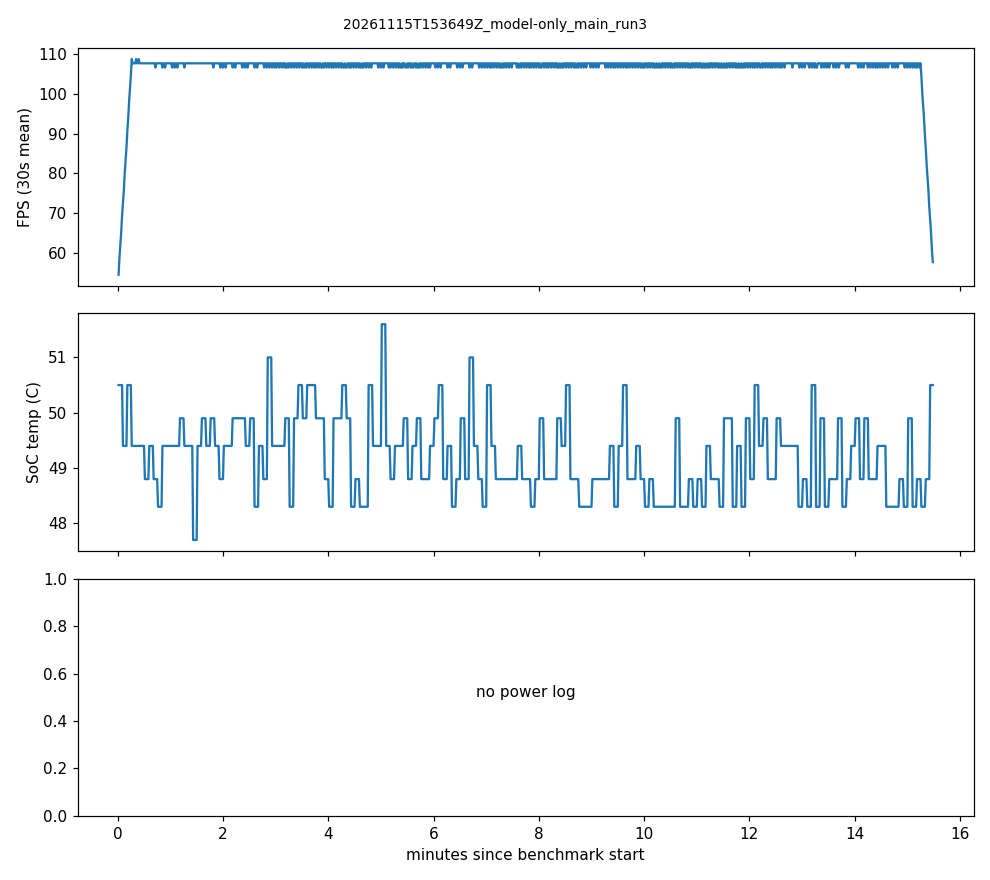 20261115T153649Z_model-only_main_run3
110
100
90
80
70
60
FPS (30s mean)
51
50
49
48
SoC temp (C)
1.0
0.8
0.6
0.4
0.2
0.0
no power log
0 2 4 6 8 10 12 14 16
minutes since benchmark start